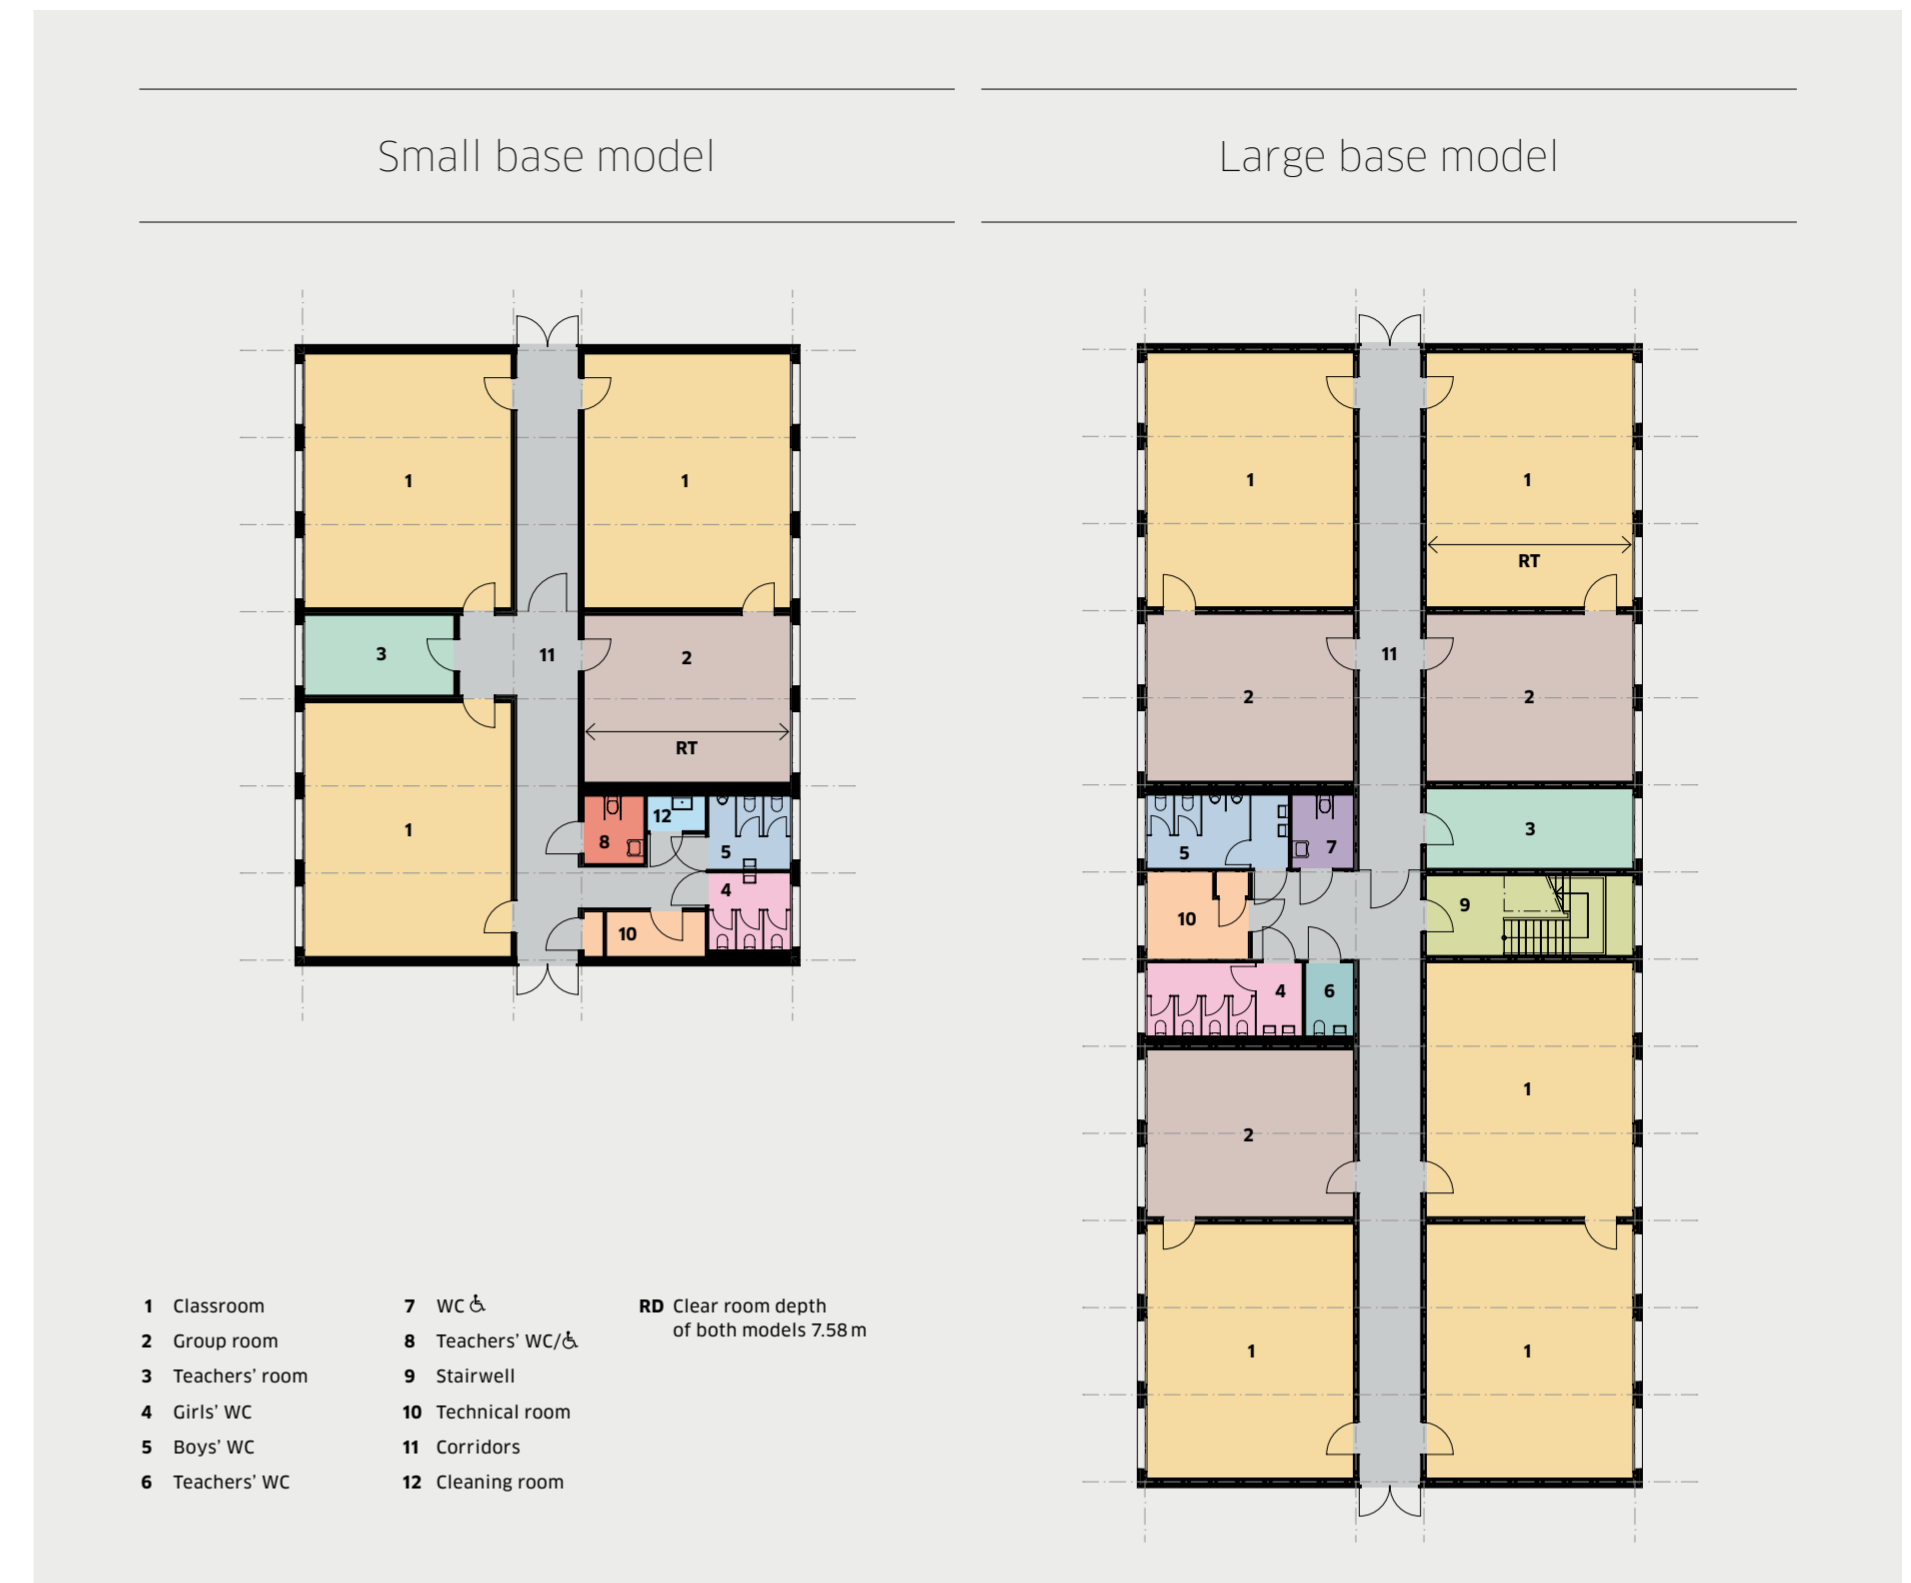 Small base model
Large base model
1
1
3
11
2
RT
1
8
12
5
4
10
1
1
RT
2
11
2
5
7
3
10
9
4
6
1
2
1
1
1 Classroom
2 Group room
3 Teachers' room
4 Girls' WC
5 Boys' WC
6 Teachers' WC
7 WC ♿
8 Teachers' WC/♿
9 Stairwell
10 Technical room
11 Corridors
12 Cleaning room
RD Clear room depth
of both models 7.58 m